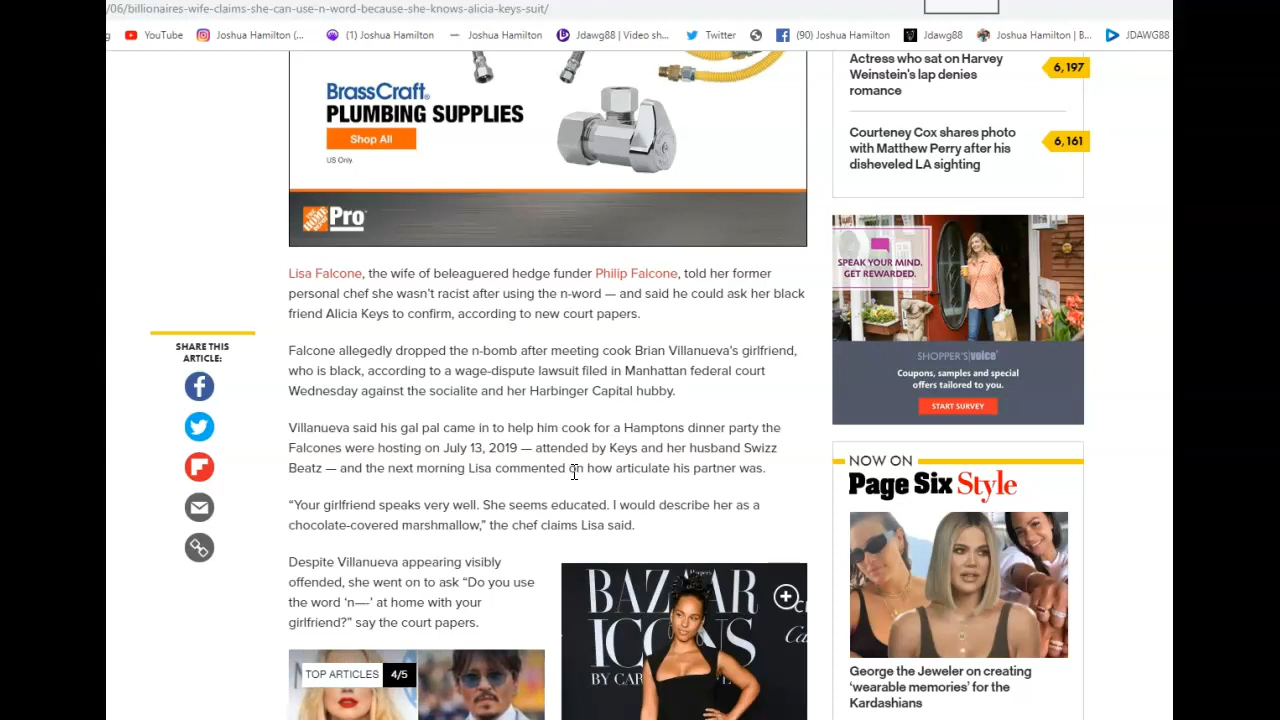 /06/billionaires-wife-claims-she-can-use-n-word-because-she-knows-alicia-keys-suit/
g YouTube Joshua Hamilton (... (1) Joshua Hamilton Joshua Hamilton Jdawg88 | Video sh... Twitter (90) Joshua Hamilton Jdawg88 Joshua Hamilton | B... JDAWG88
BrassCraft®
PLUMBING SUPPLIES
Shop All
US Only.
THE HOME DEPOT Pro
Lisa Falcone, the wife of beleaguered hedge funder Philip Falcone, told her former
personal chef she wasn't racist after using the n-word — and said he could ask her black
friend Alicia Keys to confirm, according to new court papers.
SHARE THIS
ARTICLE:
Falcone allegedly dropped the n-bomb after meeting cook Brian Villanueva's girlfriend,
who is black, according to a wage-dispute lawsuit filed in Manhattan federal court
Wednesday against the socialite and her Harbinger Capital hubby.
Villanueva said his gal pal came in to help him cook for a Hamptons dinner party the
Falcones were hosting on July 13, 2019 — attended by Keys and her husband Swizz
Beatz — and the next morning Lisa commented on how articulate his partner was.
“Your girlfriend speaks very well. She seems educated. I would describe her as a
chocolate-covered marshmallow,” the chef claims Lisa said.
Despite Villanueva appearing visibly
offended, she went on to ask “Do you use
the word ‘n—-’ at home with your
girlfriend?” say the court papers.
TOP ARTICLES 4/5
Harper's
BAZAAR
ICONS
BY CAR
Actress who sat on Harvey
Weinstein's lap denies
romance
6,197
Courteney Cox shares photo
with Matthew Perry after his
disheveled LA sighting
6,161
SPEAK YOUR MIND.
GET REWARDED.
SHOPPER'S voice®
Coupons, samples and special
offers tailored to you.
START SURVEY
NOW ON
Page Six Style
George the Jeweler on creating
‘wearable memories’ for the
Kardashians